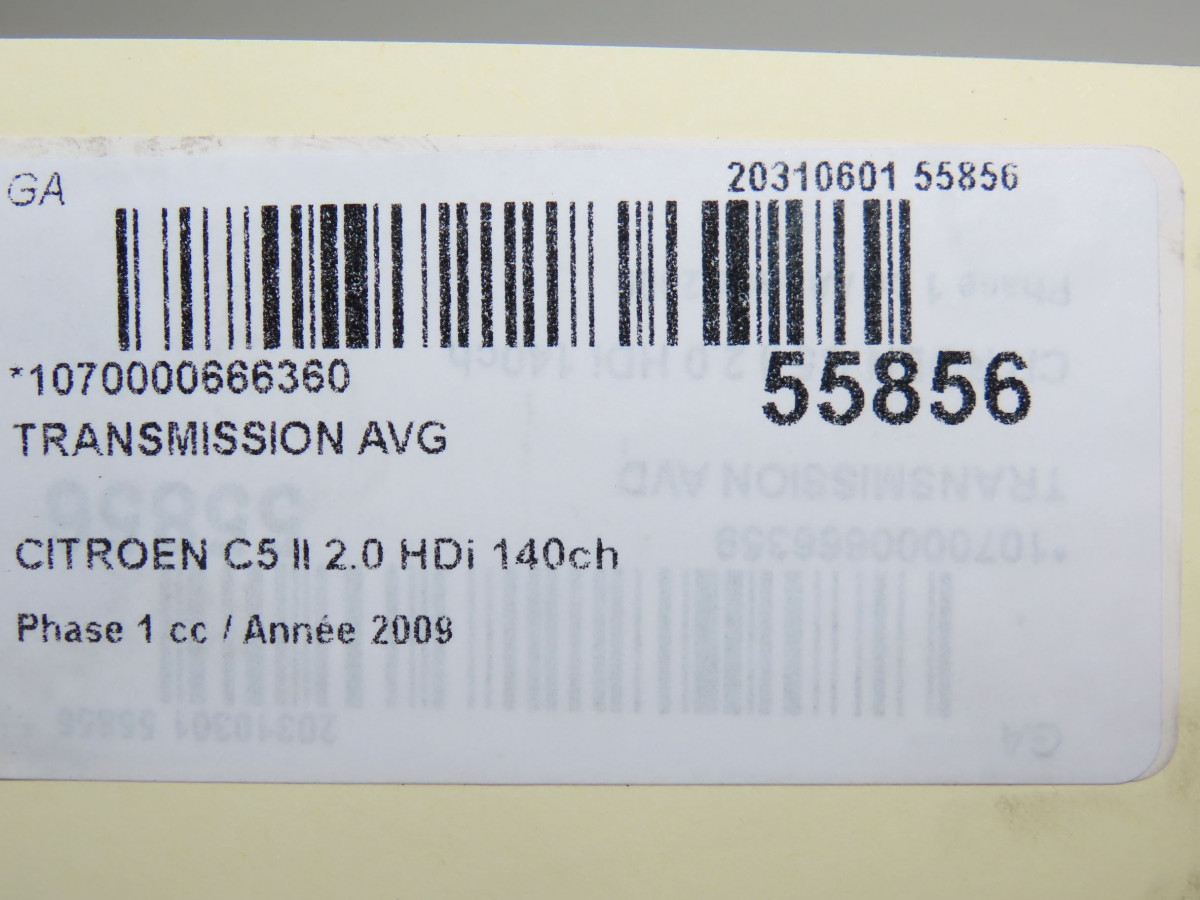 GA
20310601 55856
*1070000666360
55856
TRANSMISSION AVG
CITROEN C5 II 2.0 HDi 140ch
Phase 1 cc / Année 2009